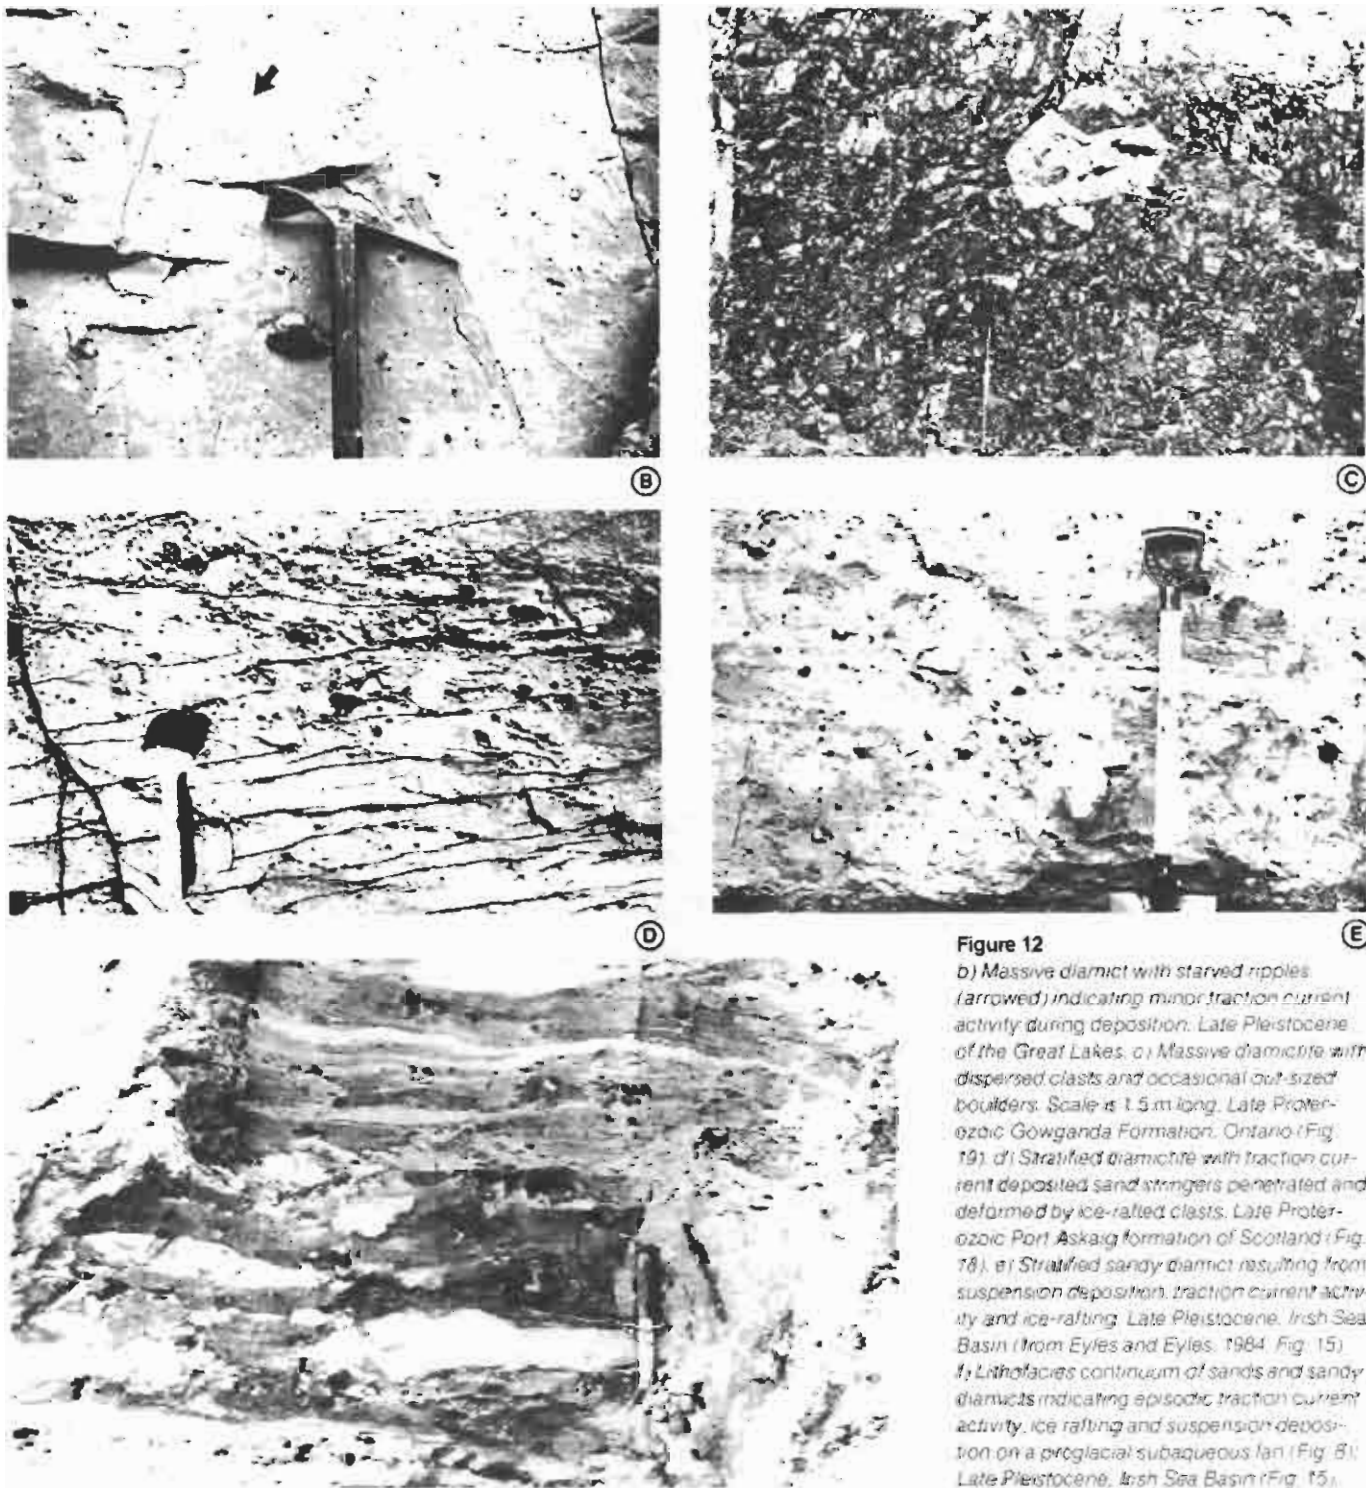 B
C
D
E
Figure 12
b) Massive diamict with starved ripples
(arrowed) indicating minor traction current
activity during deposition. Late Pleistocene
of the Great Lakes. c) Massive diamictite with
dispersed clasts and occasional out-sized
boulders. Scale is 1.5 m long. Late Proter-
ozoic Gowganda Formation, Ontario (Fig.
19). d) Stratified diamictite with traction cur-
rent deposited sand stringers penetrated and
deformed by ice-rafted clasts. Late Proter-
ozoic Port Askaig formation of Scotland (Fig.
18). e) Stratified sandy diamict resulting from
suspension deposition, traction current activ-
ity and ice-rafting. Late Pleistocene, Irish Sea
Basin (from Eyles and Eyles, 1984, Fig. 15).
f) Lithofacies continuum of sands and sandy
diamicts indicating episodic traction current
activity, ice rafting and suspension deposi-
tion on a proglacial subaqueous fan (Fig. 8).
Late Pleistocene, Irish Sea Basin (Fig. 15).